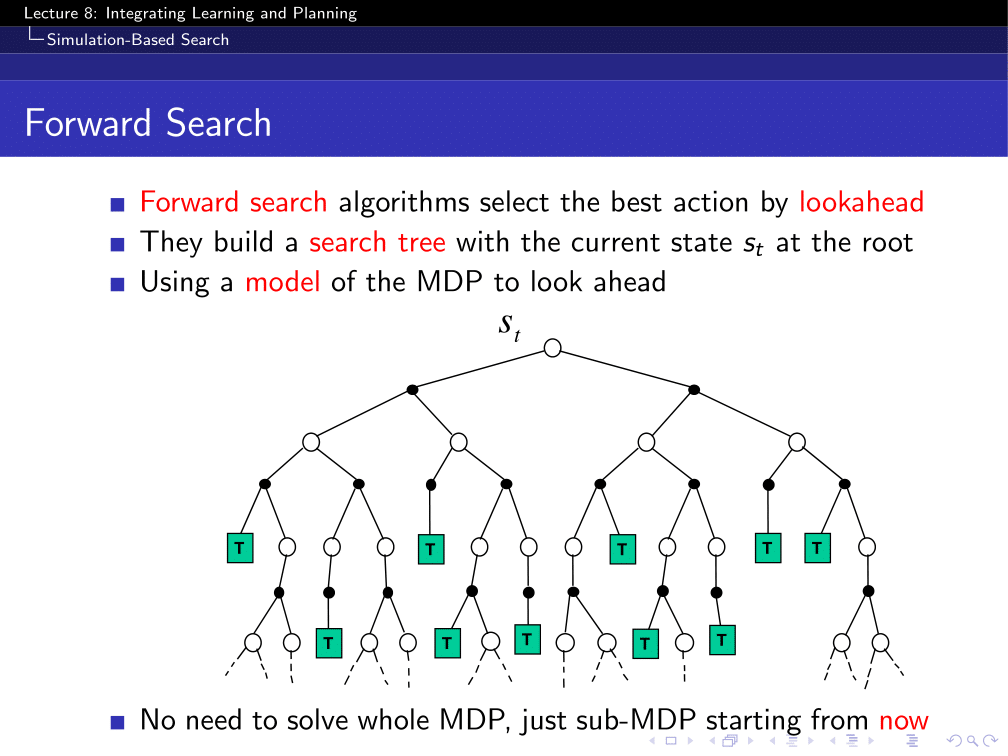 Lecture 8: Integrating Learning and Planning
Simulation-Based Search
Forward Search
Forward search algorithms select the best action by lookahead
They build a search tree with the current state s_t at the root
Using a model of the MDP to look ahead
s_t
T T T T T
T T T T T
No need to solve whole MDP, just sub-MDP starting from now